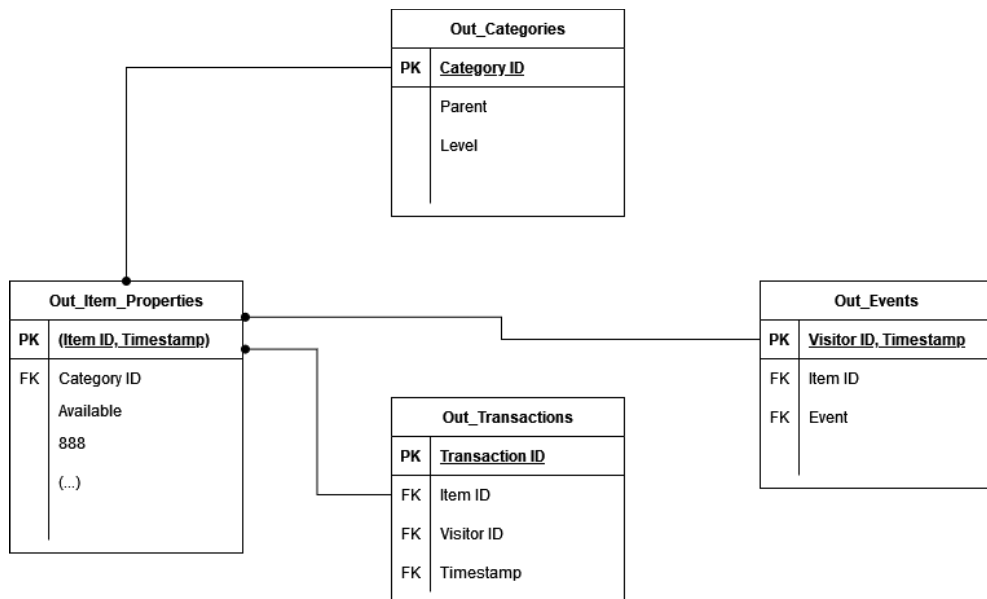 Out_Categories
PK Category ID
Parent
Level
Out_Item_Properties
PK (Item ID, Timestamp)
FK Category ID
Available
888
(...)
Out_Transactions
PK Transaction ID
FK Item ID
FK Visitor ID
FK Timestamp
Out_Events
PK Visitor ID, Timestamp
FK Item ID
FK Event